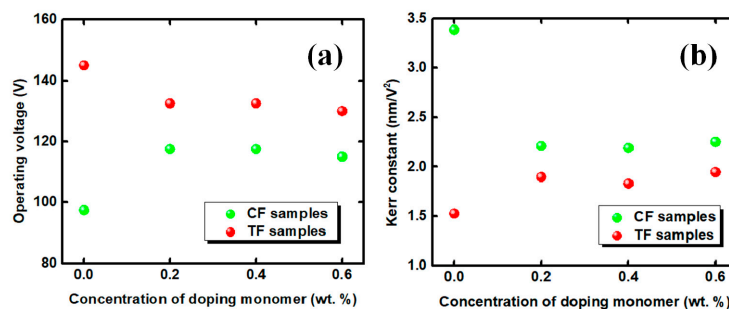 160
140
120
100
80
Operating voltage (V)
(a)
CF samples
TF samples
0.0 0.2 0.4 0.6
Concentration of doping monomer (wt. %)
3.5
3.0
2.5
2.0
1.5
1.0
Kerr constant (nm/V²)
(b)
CF samples
TF samples
0.0 0.2 0.4 0.6
Concentration of doping monomer (wt. %)